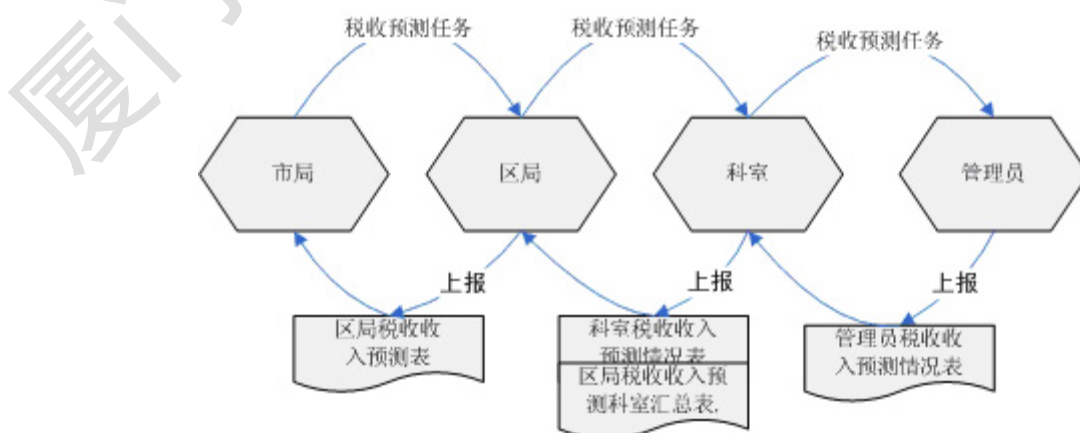 税收预测任务
税收预测任务
税收预测任务
厦门
市局
区局
科室
管理员
上报
上报
上报
区局税收收
入预测表
科室税收收入
预测情况表
区局税收收入预
测科室汇总表.
管理员税收收
入预测情况表